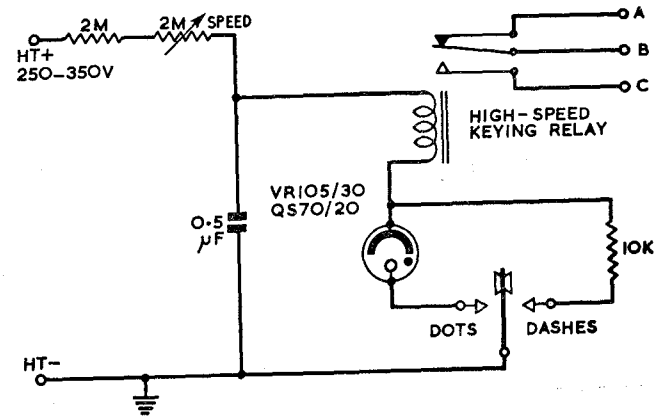 2M
2M SPEED
HT+
250-350V
A
B
C
HIGH-SPEED
KEYING RELAY
VR105/30
QS70/20
0·5
μF
10K
DOTS
DASHES
HT-